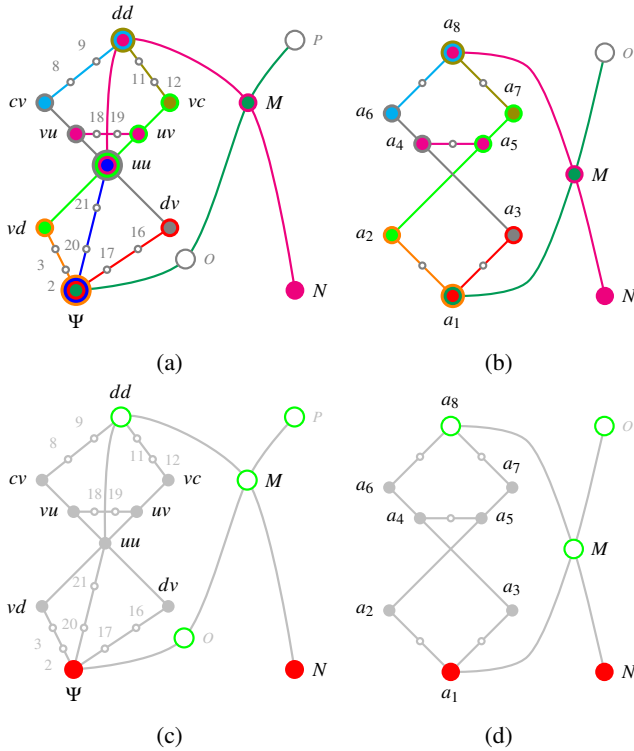 dd
9
8
11
12
P
cv
vc
M
vu
18
19
uv
uu
21
dv
vd
16
20
17
3
2
O
Ψ
N
(a)
a8
a7
O
a6
a4
a5
M
a3
a2
a1
N
(b)
dd
9
8
11
12
P
cv
vc
M
vu
18
19
uv
uu
21
dv
vd
16
20
17
3
2
O
Ψ
N
(c)
a8
a7
O
a6
a4
a5
M
a3
a2
a1
N
(d)